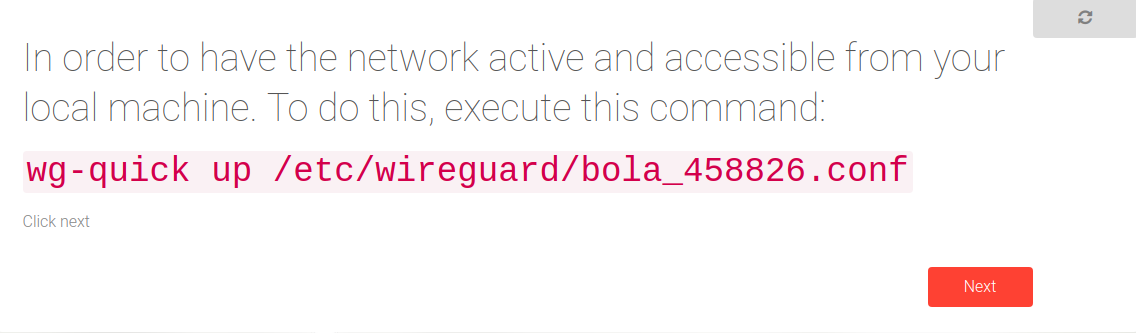 In order to have the network active and accessible from your
local machine. To do this, execute this command:
wg-quick up /etc/wireguard/bola_458826.conf
Click next
Next